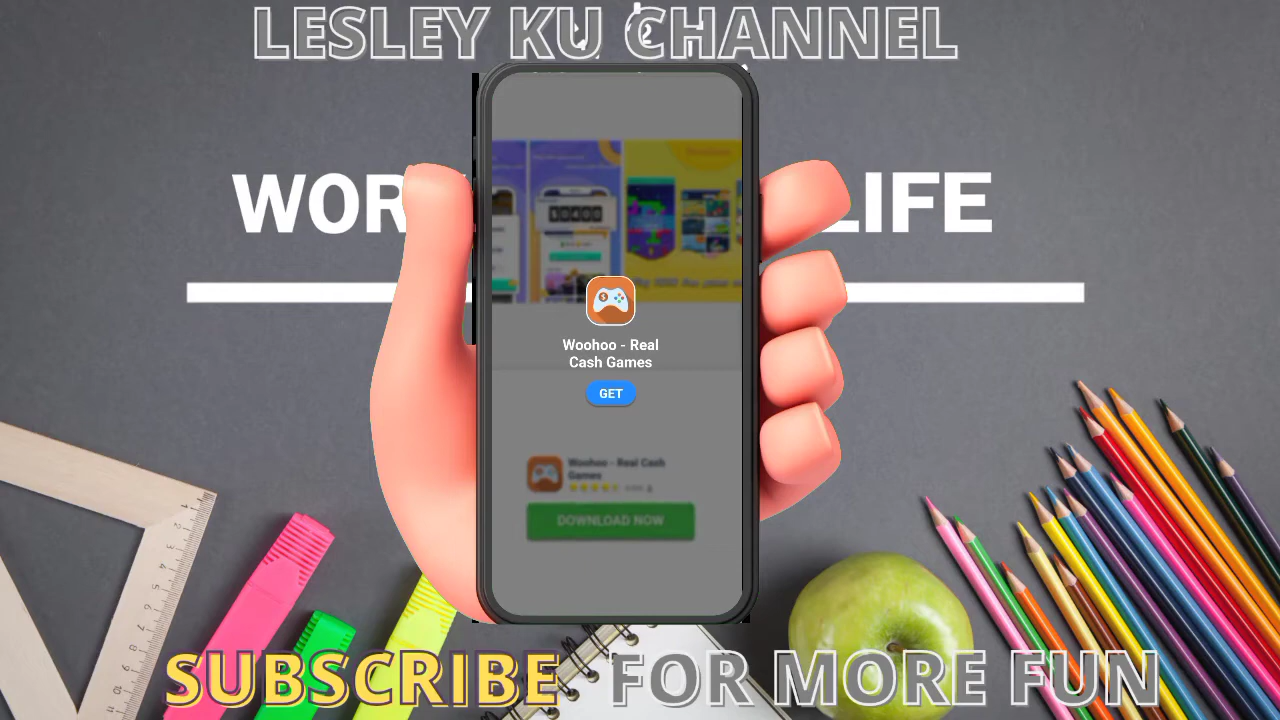 LESLEY KU CHANNEL
WOR LIFE
Woohoo - Real
Cash Games
GET
Woohoo - Real Cash
Games
DOWNLOAD NOW
SUBSCRIBE FOR MORE FUN